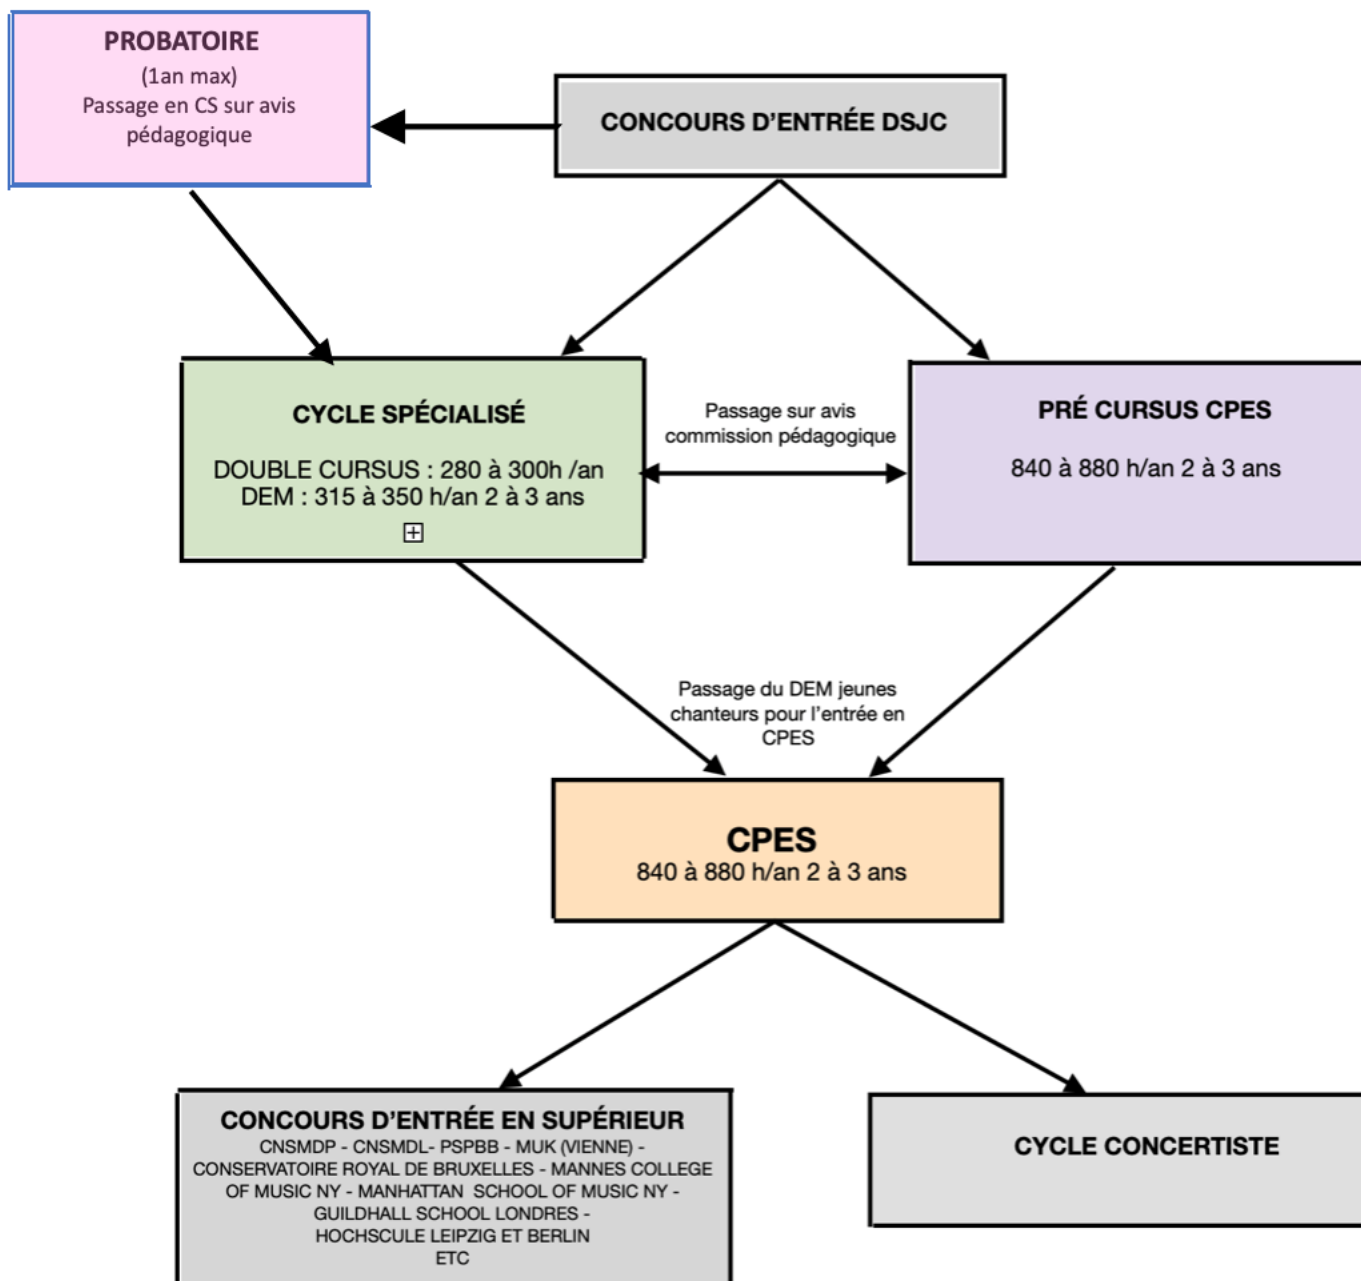 PROBATOIRE
(1an max)
Passage en CS sur avis
pédagogique
CONCOURS D'ENTRÉE DSJC
CYCLE SPÉCIALISÉ
DOUBLE CURSUS : 280 à 300h /an
DEM : 315 à 350 h/an 2 à 3 ans
Passage sur avis
commission pédagogique
PRÉ CURSUS CPES
840 à 880 h/an 2 à 3 ans
Passage du DEM jeunes
chanteurs pour l'entrée en
CPES
CPES
840 à 880 h/an 2 à 3 ans
CONCOURS D'ENTRÉE EN SUPÉRIEUR
CNSMDP - CNSMDL- PSPBB - MUK (VIENNE) -
CONSERVATOIRE ROYAL DE BRUXELLES - MANNES COLLEGE
OF MUSIC NY - MANHATTAN  SCHOOL OF MUSIC NY -
GUILDHALL SCHOOL LONDRES -
HOCHSCULE LEIPZIG ET BERLIN
ETC
CYCLE CONCERTISTE